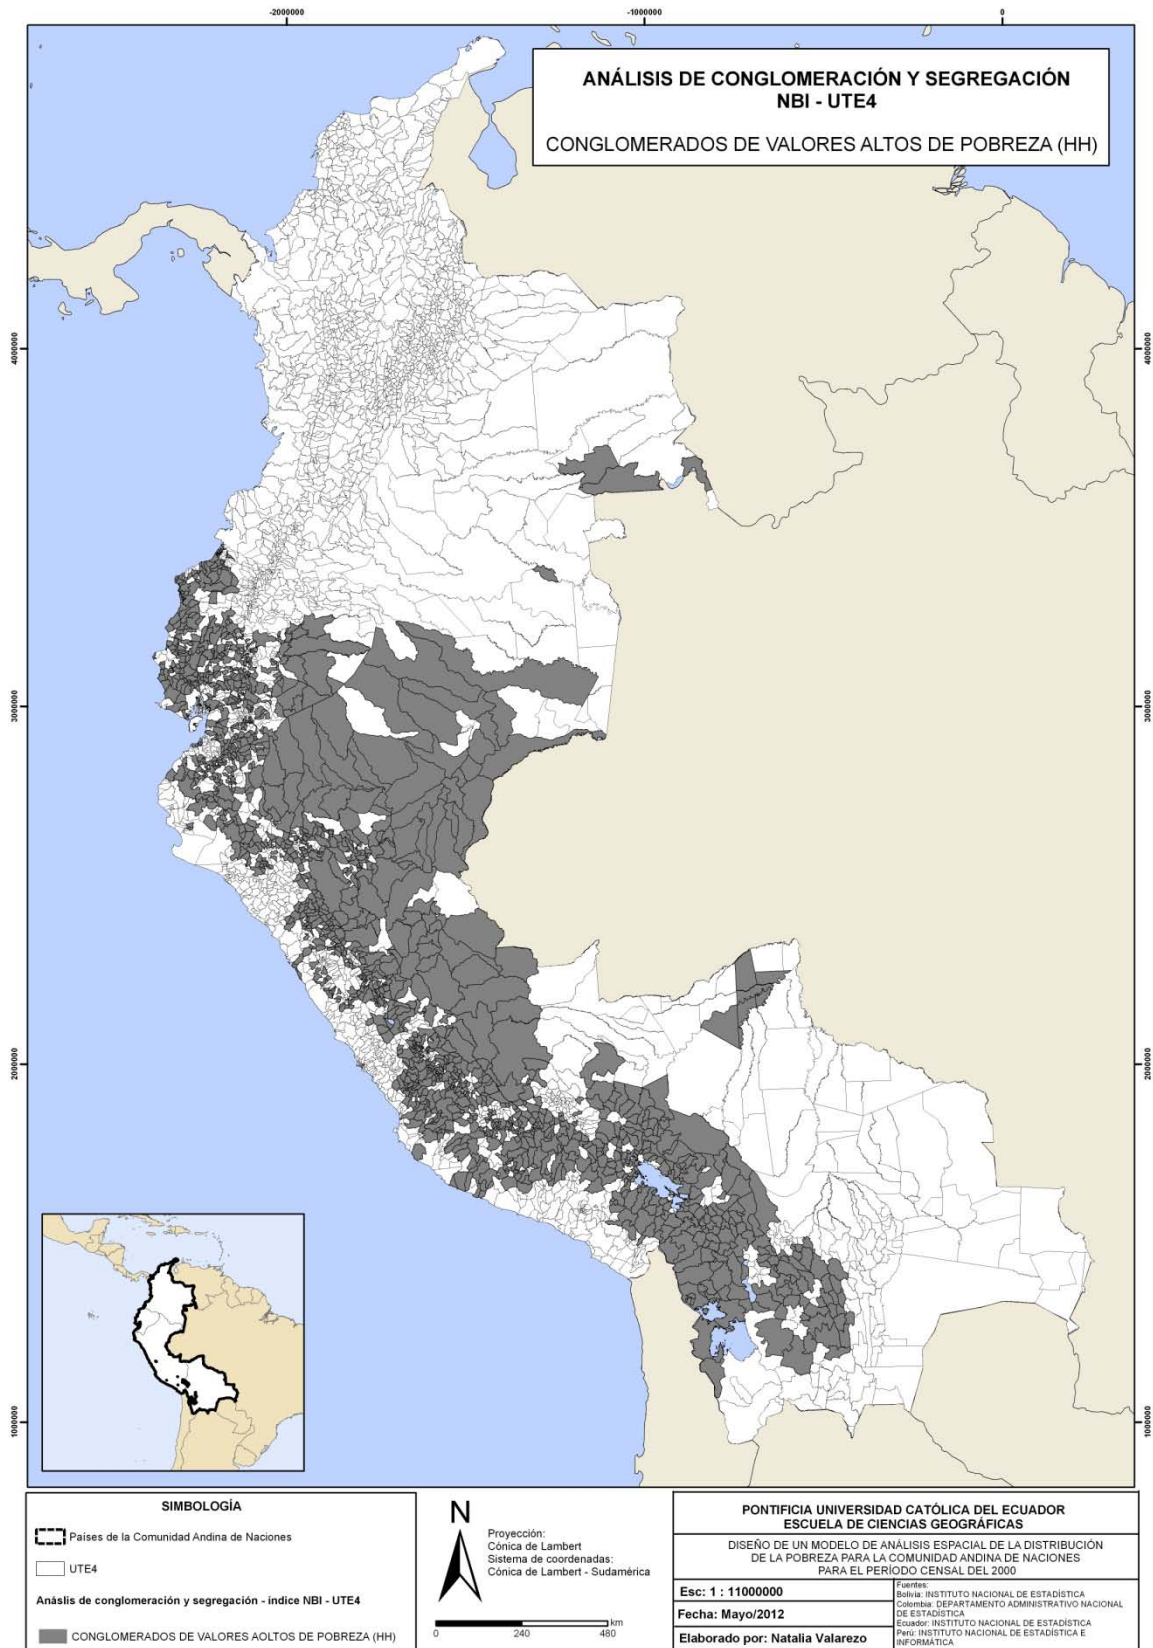 -2000000
-1000000
0
ANÁLISIS DE CONGLOMERACIÓN Y SEGREGACIÓN
NBI - UTE4
CONGLOMERADOS DE VALORES ALTOS DE POBREZA (HH)
4000000
4000000
3000000
3000000
2000000
2000000
1000000
1000000
SIMBOLOGÍA
Países de la Comunidad Andina de Naciones
UTE4
Anáslis de conglomeración y segregación - índice NBI - UTE4
CONGLOMERADOS DE VALORES AOLTOS DE POBREZA (HH)
N
Proyección:
Cónica de Lambert
Sistema de coordenadas:
Cónica de Lambert - Sudamérica
km
0 240 480
PONTIFICIA UNIVERSIDAD CATÓLICA DEL ECUADOR
ESCUELA DE CIENCIAS GEOGRÁFICAS
DISEÑO DE UN MODELO DE ANÁLISIS ESPACIAL DE LA DISTRIBUCIÓN
DE LA POBREZA PARA LA COMUNIDAD ANDINA DE NACIONES
PARA EL PERÍODO CENSAL DEL 2000
Esc: 1 : 11000000
Fecha: Mayo/2012
Elaborado por: Natalia Valarezo
Fuentes:
Bolivia: INSTITUTO NACIONAL DE ESTADÍSTICA
Colombia: DEPARTAMENTO ADMINISTRATIVO NACIONAL
DE ESTADÍSTICA
Ecuador: INSTITUTO NACIONAL DE ESTADÍSTICA
Perú: INSTITUTO NACIONAL DE ESTADÍSTICA E
INFORMÁTICA